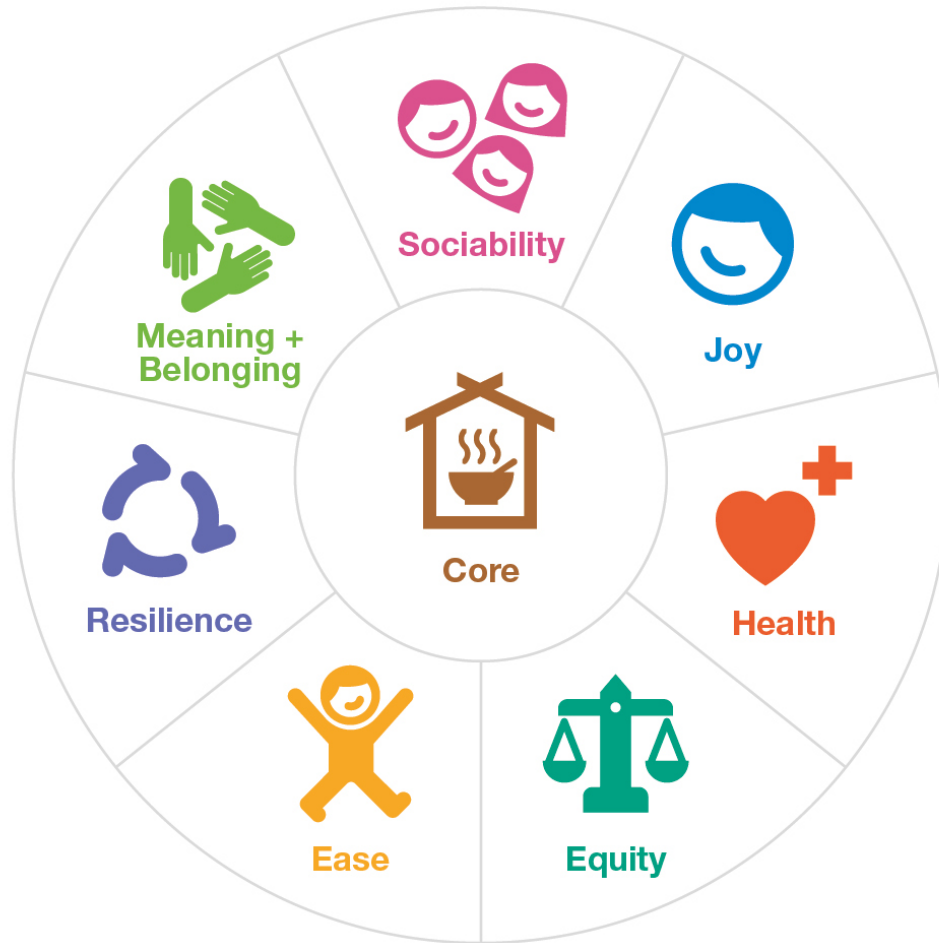 Sociability
Joy
Meaning +
Belonging
Core
Resilience
Health
Ease
Equity